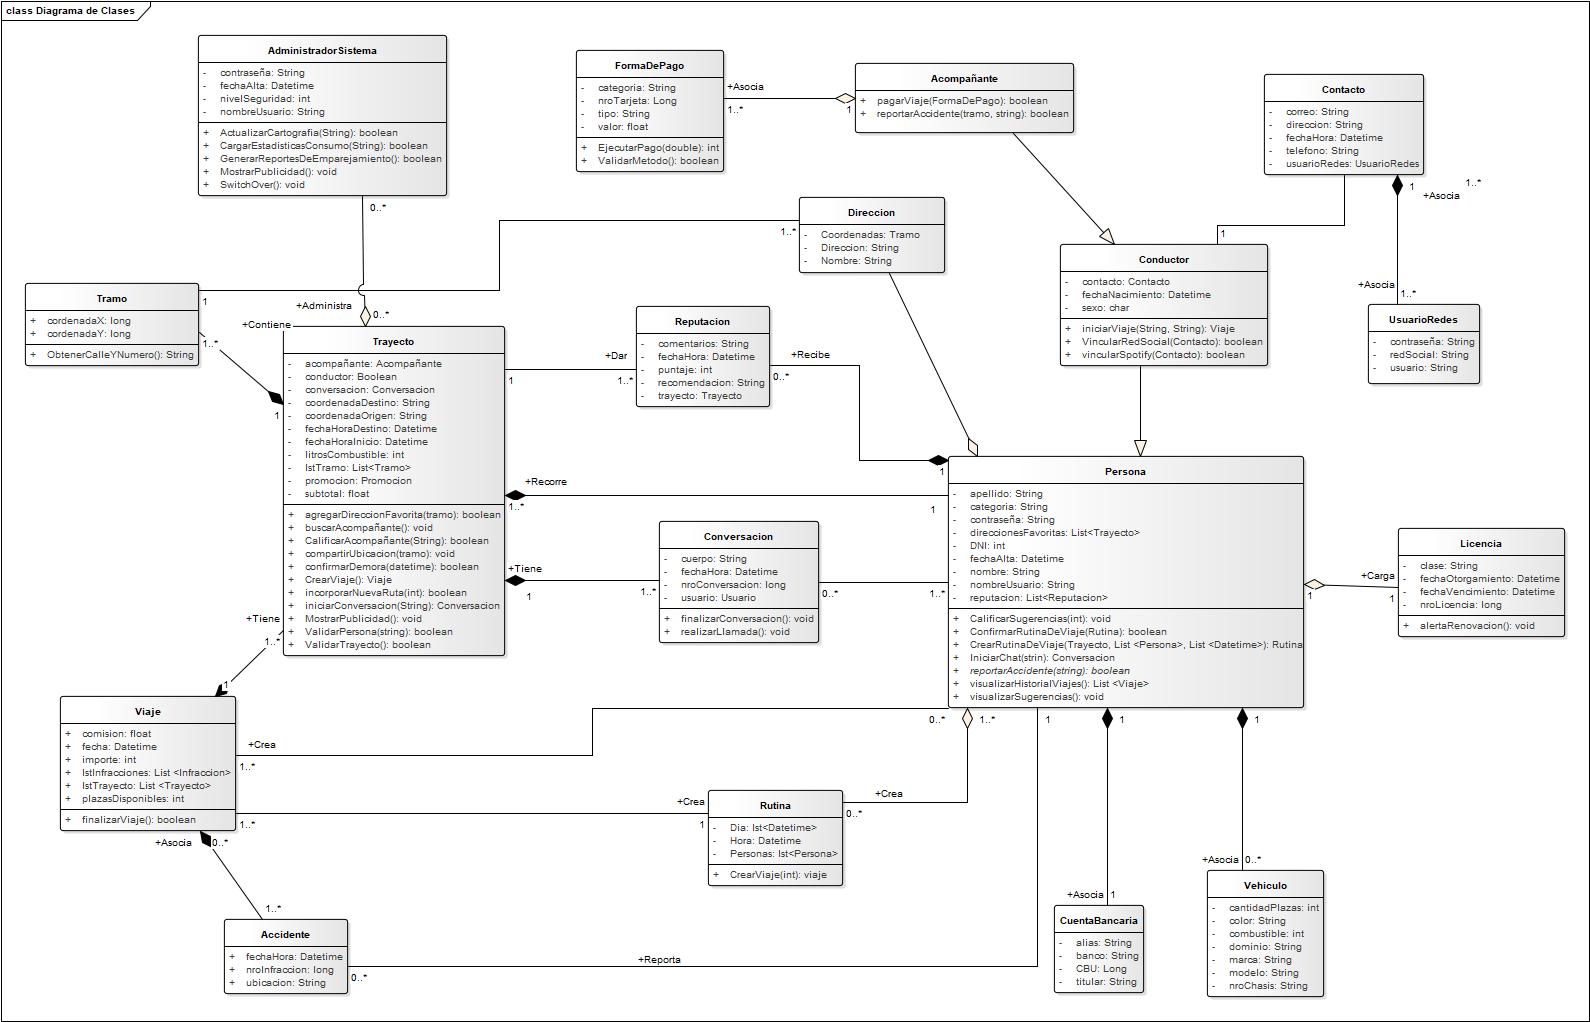 class Diagrama de Clases
AdministradorSistema
- contraseña: String
- fechaAlta: Datetime
- nivelSeguridad: int
- nombreUsuario: String
+ ActualizarCartografia(String): boolean
+ CargarEstadisticasConsumo(String): boolean
+ GenerarReportesDeEmparejamiento(): boolean
+ MostrarPublicidad(): void
+ SwitchOver(): void
0..*
+Administra
0..*
FormaDePago
- categoria: String
- nroTarjeta: Long
- tipo: String
- valor: float
+ EjecutarPago(double): int
+ ValidarMetodo(): boolean
+Asocia
1..*
1
Acompañante
+ pagarViaje(FormaDePago): boolean
+ reportarAccidente(tramo, string): boolean
Contacto
- correo: String
- direccion: String
- fechaHora: Datetime
- telefono: String
- usuarioRedes: UsuarioRedes
1
1
+Asocia
1..*
+Asocia
1..*
Direccion
- Coordenadas: Tramo
- Direccion: String
- Nombre: String
1..*
1
Conductor
- contacto: Contacto
- fechaNacimiento: Datetime
- sexo: char
+ iniciarViaje(String, String): Viaje
+ VincularRedSocial(Contacto): boolean
+ vincularSpotify(Contacto): boolean
UsuarioRedes
- contraseña: String
- redSocial: String
- usuario: String
Tramo
+ cordenadaX: long
+ cordenadaY: long
+ ObtenerCalleYNumero(): String
+Contiene
1..*
1
Trayecto
- acompañante: Acompañante
- conductor: Boolean
- conversacion: Conversacion
- coordenadaDestino: String
- coordenadaOrigen: String
- fechaHoraDestino: Datetime
- fechaHoraInicio: Datetime
- litrosCombustible: int
- lstTramo: List<Tramo>
- promocion: Promocion
- subtotal: float
+ agregarDireccionFavorita(tramo): boolean
+ buscarAcompañante(): void
+ CalificarAcompañante(String): boolean
+ compartirUbicacion(tramo): void
+ confirmarDemora(datetime): boolean
+ CrearViaje(): Viaje
+ incorporarNuevaRuta(int): boolean
+ iniciarConversacion(String): Conversacion
+ MostrarPublicidad(): void
+ ValidarPersona(string): boolean
+ ValidarTrayecto(): boolean
+Dar
1
1..*
Reputacion
- comentarios: String
- fechaHora: Datetime
- puntaje: int
- recomendacion: String
- trayecto: Trayecto
+Recibe
0..*
1
+Recorre
1..*
1
+Tiene
1
1..*
Conversacion
- cuerpo: String
- fechaHora: Datetime
- nroConversacion: long
- usuario: Usuario
+ finalizarConversacion(): void
+ realizarLlamada(): void
0..*
1..*
Persona
- apellido: String
- categoria: String
- contraseña: String
- direccionesFavoritas: List<Trayecto>
- DNI: int
- fechaAlta: Datetime
- nombre: String
- nombreUsuario: String
- reputacion: List<Reputacion>
+ CalificarSugerencias(int): void
+ ConfirmarRutinaDeViaje(Rutina): boolean
+ CrearRutinaDeViaje(Trayecto, List <Persona>, List <Datetime>): Rutina
+ IniciarChat(strin): Conversacion
+ reportarAccidente(string): boolean
+ visualizarHistorialViajes(): List <Viaje>
+ visualizarSugerencias(): void
+Carga
1
1
Licencia
- clase: String
- fechaOtorgamiento: Datetime
- fechaVencimiento: Datetime
- nroLicencia: long
+ alertaRenovacion(): void
+Tiene
1..*
1
Viaje
+ comision: float
+ fecha: Datetime
+ importe: int
+ lstInfracciones: List <Infraccion>
+ lstTrayecto: List <Trayecto>
+ plazasDisponibles: int
+ finalizarViaje(): boolean
+Crea
1..*
0..*
1..*
1
1
1
+Crea
1..*
1
Rutina
- Dia: lst<Datetime>
- Hora: Datetime
- Personas: lst<Persona>
+ CrearViaje(int): viaje
+Crea
0..*
+Asocia
0..*
1..*
Accidente
+ fechaHora: Datetime
+ nroInfraccion: long
+ ubicacion: String
+Reporta
0..*
+Asocia
1
CuentaBancaria
- alias: String
- banco: String
- CBU: Long
- titular: String
+Asocia
0..*
Vehiculo
- cantidadPlazas: int
- color: String
- combustible: int
- dominio: String
- marca: String
- modelo: String
- nroChasis: String